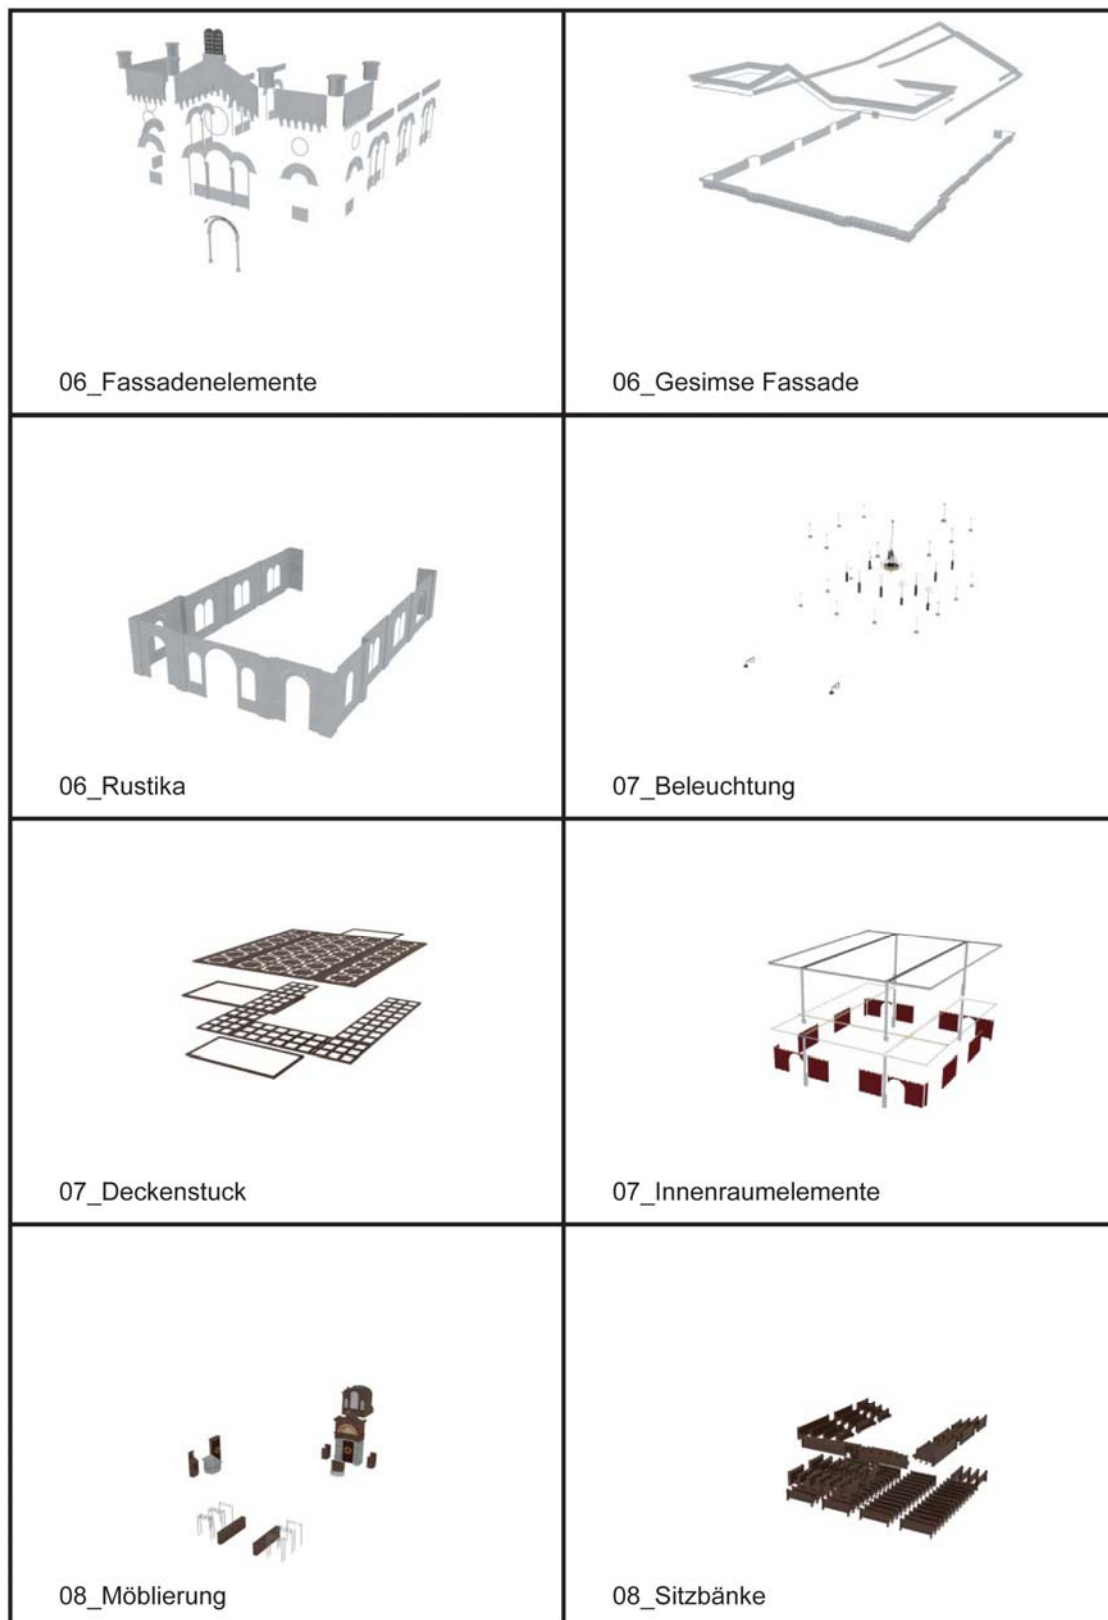 06_Fassadenelemente
06_Gesimse Fassade
06_Rustika
07_Beleuchtung
07_Deckenstuck
07_Innenraumelemente
08_Möblierung
08_Sitzbänke